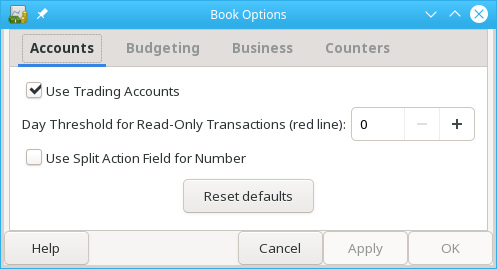 Book Options
Accounts Budgeting Business Counters
Use Trading Accounts
Day Threshold for Read-Only Transactions (red line): 0 − +
Use Split Action Field for Number
Reset defaults
Help Cancel Apply OK